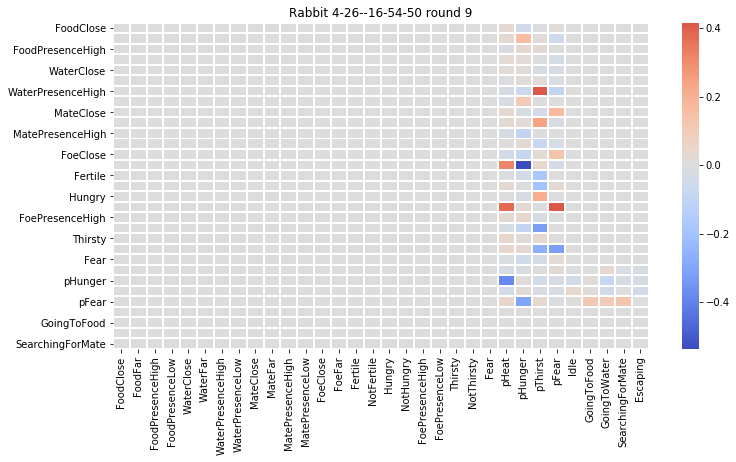 Rabbit 4-26--16-54-50 round 9
FoodClose
FoodPresenceHigh
WaterClose
WaterPresenceHigh
MateClose
MatePresenceHigh
FoeClose
Fertile
Hungry
FoePresenceHigh
Thirsty
Fear
pHunger
pFear
GoingToFood
SearchingForMate
FoodClose
FoodFar
FoodPresenceHigh
FoodPresenceLow
WaterClose
WaterFar
WaterPresenceHigh
WaterPresenceLow
MateClose
MateFar
MatePresenceHigh
MatePresenceLow
FoeClose
FoeFar
Fertile
NotFertile
Hungry
NotHungry
FoePresenceHigh
FoePresenceLow
Thirsty
NotThirsty
Fear
pHeat
pHunger
pThirst
pFear
Idle
GoingToFood
GoingToWater
SearchingForMate
Escaping
0.4
0.2
0.0
−0.2
−0.4